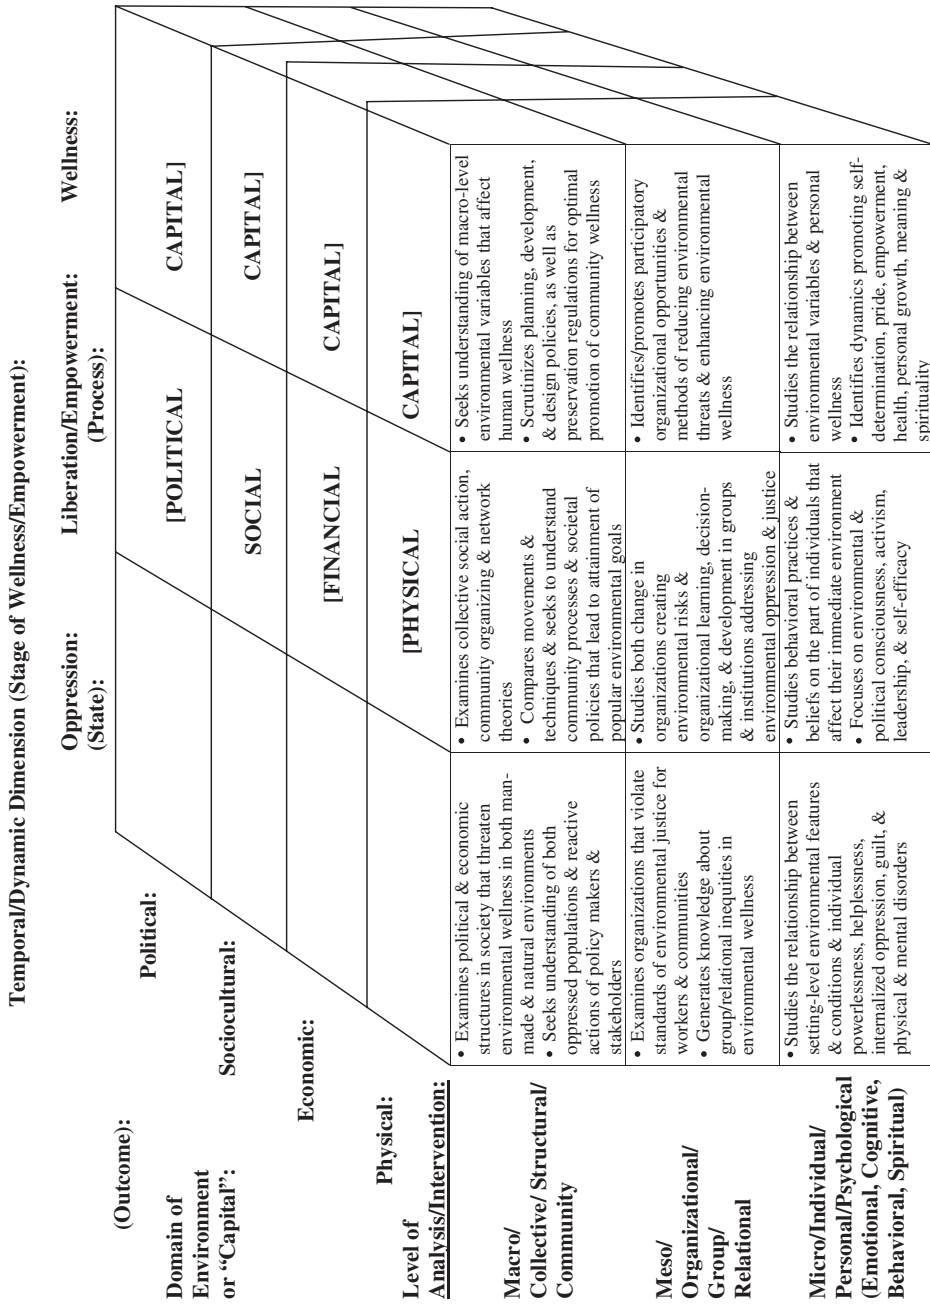 Temporal/Dynamic Dimension (Stage of Wellness/Empowerment):
Oppression:
(State):
Liberation/Empowerment:
(Process):
Wellness:
(Outcome):
Domain of
Environment
or “Capital”:
Political:
[POLITICAL
CAPITAL]
Sociocultural:
SOCIAL
CAPITAL]
Economic:
[FINANCIAL
CAPITAL]
Physical:
[PHYSICAL
CAPITAL]
Level of
Analysis/Intervention:
Macro/
Collective/ Structural/
Community
• Examines political & economic
structures in society that threaten
environmental wellness in both man-
made & natural environments
• Seeks understanding of both
oppressed populations & reactive
actions of policy makers &
stakeholders
• Examines collective social action,
community organizing & network
theories
• Compares movements &
techniques & seeks to understand
community processes & societal
policies that lead to attainment of
popular environmental goals
• Seeks understanding of macro-level
environmental variables that affect
human wellness
• Scrutinizes planning, development,
& design policies, as well as
preservation regulations for optimal
promotion of community wellness
Meso/
Organizational/
Group/
Relational
• Examines organizations that violate
standards of environmental justice for
workers & communities
• Generates knowledge about
group/relational inequities in
environmental wellness
• Studies both change in
organizations creating
environmental risks &
organizational learning, decision-
making, & development in groups
& institutions addressing
environmental oppression & justice
• Identifies/promotes participatory
organizational opportunities &
methods of reducing environmental
threats & enhancing environmental
wellness
Micro/Individual/
Personal/Psychological
(Emotional, Cognitive,
Behavioral, Spiritual)
• Studies the relationship between
setting-level environmental features
& conditions & individual
powerlessness, helplessness,
internalized oppression, guilt, &
physical & mental disorders
• Studies behavioral practices &
beliefs on the part of individuals that
affect their immediate environment
• Focuses on environmental &
political consciousness, activism,
leadership, & self-efficacy
• Studies the relationship between
environmental variables & personal
wellness
• Identifies dynamics promoting self-
determination, pride, empowerment,
health, personal growth, meaning &
spirituality